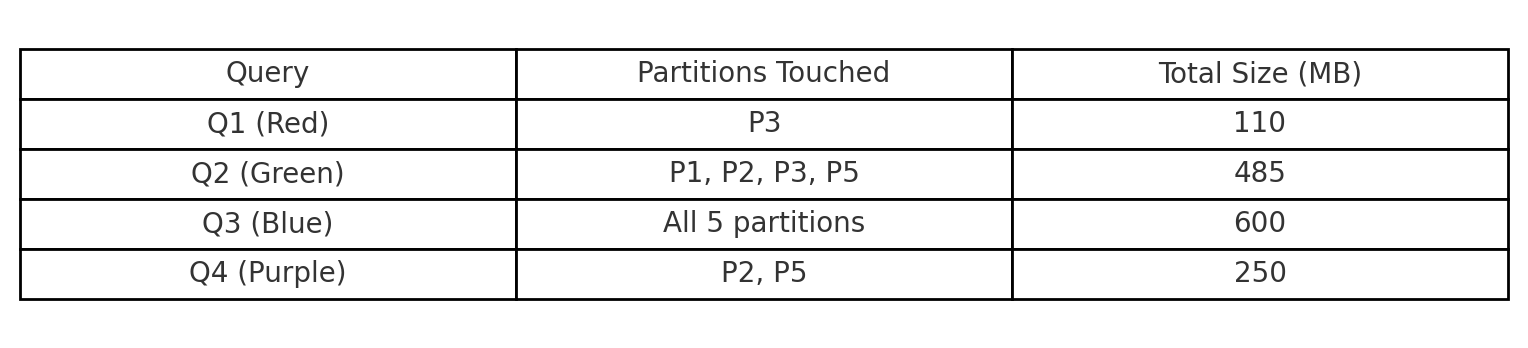 Query Partitions Touched Total Size (MB)
Q1 (Red) P3 110
Q2 (Green) P1, P2, P3, P5 485
Q3 (Blue) All 5 partitions 600
Q4 (Purple) P2, P5 250